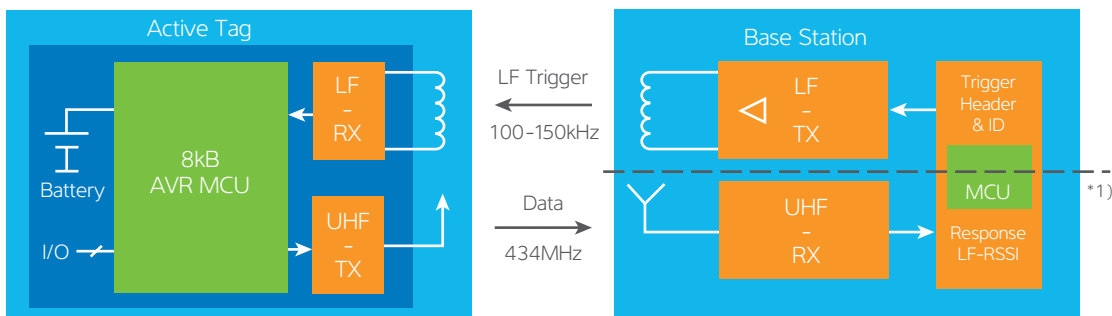 Active Tag
LF
-
RX
8kB
AVR MCU
Battery
I/O
UHF
-
TX
LF Trigger
100-150kHz
Data
434MHz
Base Station
LF
-
TX
Trigger
Header
& ID
MCU
UHF
-
RX
Response
LF-RSSI
*1)